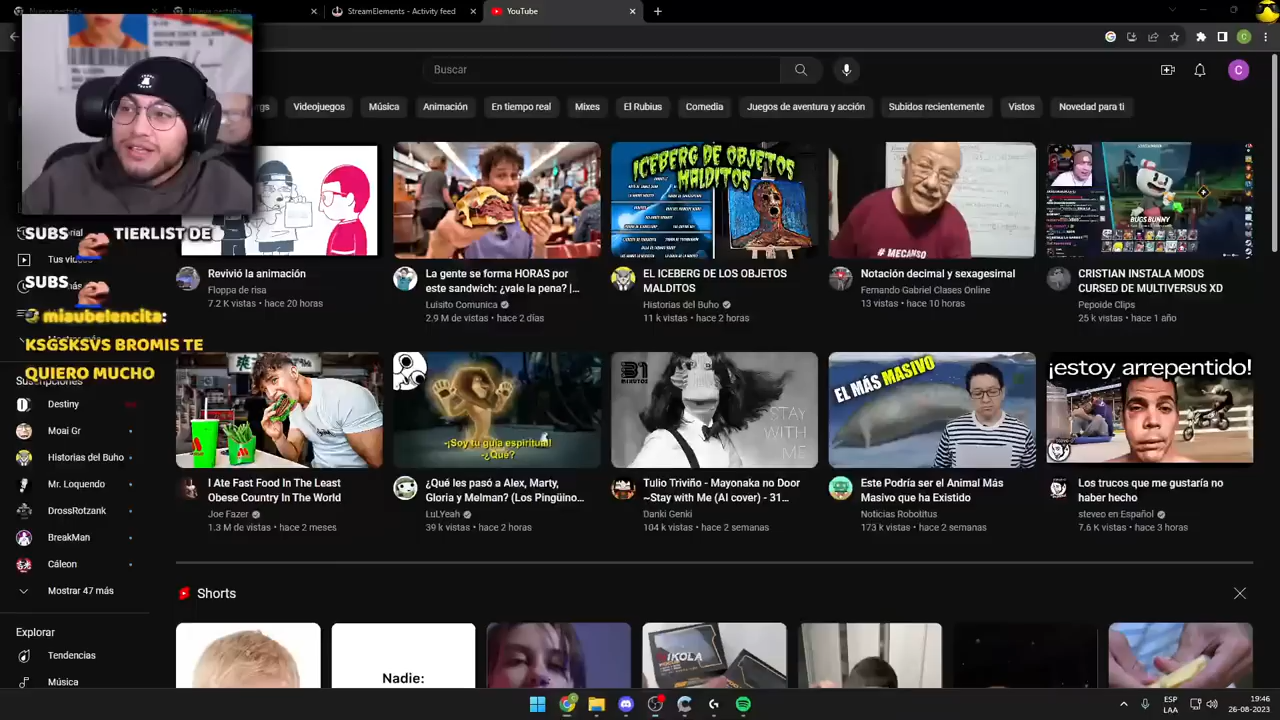 Nueva pestaña
Nueva pestaña
StreamElements - Activity feed
YouTube
Buscar
Videojuegos
Música
Animación
En tiempo real
Mixes
El Rubius
Comedia
Juegos de aventura y acción
Subidos recientemente
Vistos
Novedad para ti
SUBS
TIERLIST DE
Tus
SUBS
miaubelencita:
KSGSKSVS BROMIS TE
QUIERO MUCHO
ICEBERG DE OBJETOS
MALDITOS
# MECANSO
BUGS BUNNY
Revivió la animación
Floppa de risa
7.2 K vistas • hace 20 horas
La gente se forma HORAS por
este sandwich: ¿vale la pena? |...
Luisito Comunica
2.9 M de vistas • hace 2 días
EL ICEBERG DE LOS OBJETOS
MALDITOS
Historias del Buho
11 k vistas • hace 2 horas
Notación decimal y sexagesimal
Fernando Gabriel Clases Online
13 vistas • hace 10 horas
CRISTIAN INSTALA MODS
CURSED DE MULTIVERSUS XD
Pepoide Clips
25 k vistas • hace 1 año
Suscripciones
Destiny
Moai Gr
Historias del Buho
Mr. Loquendo
DrossRotzank
BreakMan
Cáleon
Mostrar 47 más
-¡Soy tu guía espiritual!
-¿Qué?
31
MINUTOS
STAY
WITH
ME
EL MÁS MASIVO
¡estoy arrepentido!
I Ate Fast Food In The Least
Obese Country In The World
Joe Fazer
1.3 M de vistas • hace 2 meses
¿Qué les pasó a Alex, Marty,
Gloria y Melman? (Los Pingüino...
LuLYeah
39 k vistas • hace 2 horas
Tulio Triviño - Mayonaka no Door
~Stay with Me (AI cover) - 31...
Danki Genki
104 k vistas • hace 2 semanas
Este Podría ser el Animal Más
Masivo que ha Existido
Noticias Robotitus
173 k vistas • hace 2 semanas
Los trucos que me gustaría no
haber hecho
steveo en Español
7.6 K vistas • hace 3 horas
Shorts
Explorar
Tendencias
Música
Nadie:
IKOLA
ESP
LAA
19:46
26-08-2023